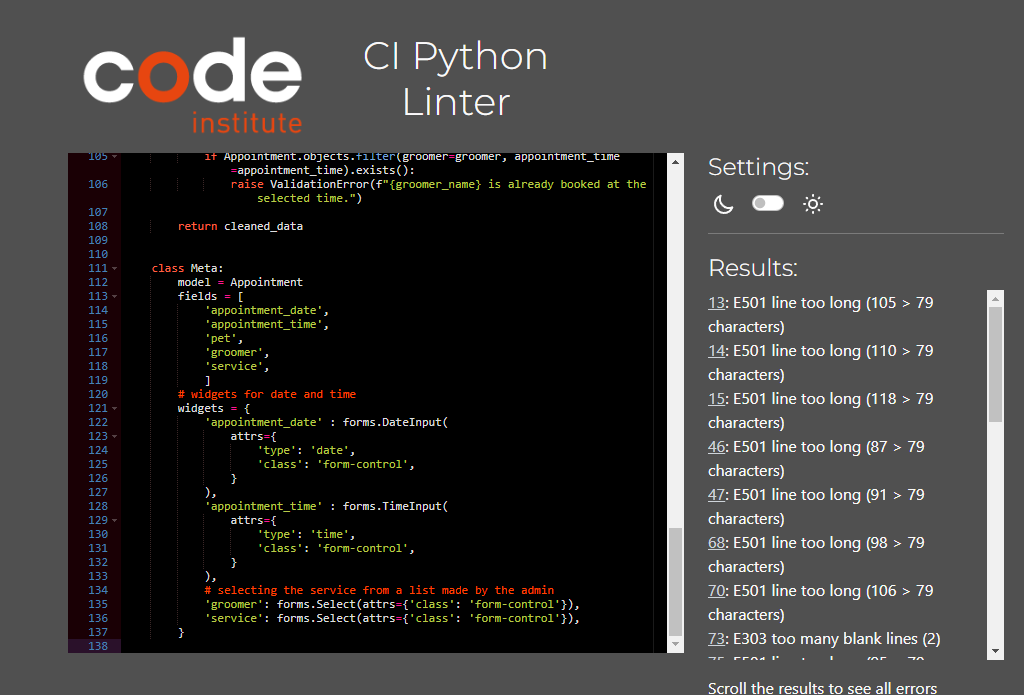 code
institute
CI Python
Linter
105 if Appointment.objects.filter(groomer=groomer, appointment_time
=appointment_time).exists():
106 raise ValidationError(f"{groomer_name} is already booked at the
selected time.")
107
108 return cleaned_data
109
110
111 class Meta:
112 model = Appointment
113 fields = [
114 'appointment_date',
115 'appointment_time',
116 'pet',
117 'groomer',
118 'service',
119 ]
120 # widgets for date and time
121 widgets = {
122 'appointment_date' : forms.DateInput(
123 attrs={
124 'type': 'date',
125 'class': 'form-control',
126 }
127 ),
128 'appointment_time' : forms.TimeInput(
129 attrs={
130 'type': 'time',
131 'class': 'form-control',
132 }
133 ),
134 # selecting the service from a list made by the admin
135 'groomer': forms.Select(attrs={'class': 'form-control'}),
136 'service': forms.Select(attrs={'class': 'form-control'}),
137 }
138
Settings:
Results:
13: E501 line too long (105 > 79
characters)
14: E501 line too long (110 > 79
characters)
15: E501 line too long (118 > 79
characters)
46: E501 line too long (87 > 79
characters)
47: E501 line too long (91 > 79
characters)
68: E501 line too long (98 > 79
characters)
70: E501 line too long (106 > 79
characters)
73: E303 too many blank lines (2)
Scroll the results to see all errors